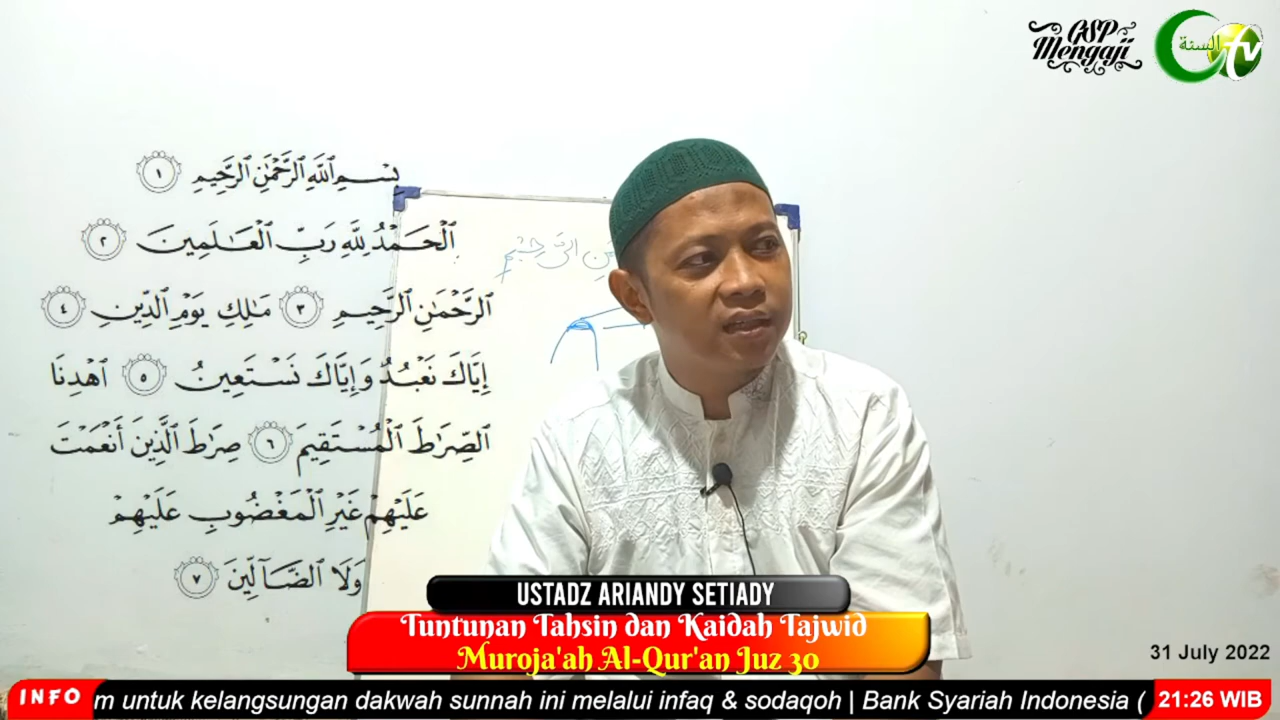 GSP
Mengaji
السنة
tv
بِسْمِ ٱللَّهِ ٱلرَّحْمَٰنِ ٱلرَّحِيمِ ١
ٱلْحَمْدُ لِلَّهِ رَبِّ ٱلْعَٰلَمِينَ ٢
ٱلرَّحْمَٰنِ ٱلرَّحِيمِ ٣ مَٰلِكِ يَوْمِ ٱلدِّينِ ٤
إِيَّاكَ نَعْبُدُ وَإِيَّاكَ نَسْتَعِينُ ٥ ٱهْدِنَا
ٱلصِّرَٰطَ ٱلْمُسْتَقِيمَ ٦ صِرَٰطَ ٱلَّذِينَ أَنْعَمْتَ
عَلَيْهِمْ غَيْرِ ٱلْمَغْضُوبِ عَلَيْهِمْ
وَلَا ٱلضَّآلِّينَ ٧
USTADZ ARIANDY SETIADY
Tuntunan Tahsin dan Kaidah Tajwid
Muroja'ah Al-Qur'an Juz 30
31 July 2022
INFO
untuk kelangsungan dakwah sunnah ini melalui infaq & sodaqoh | Bank Syariah Indonesia (
21:26 WIB